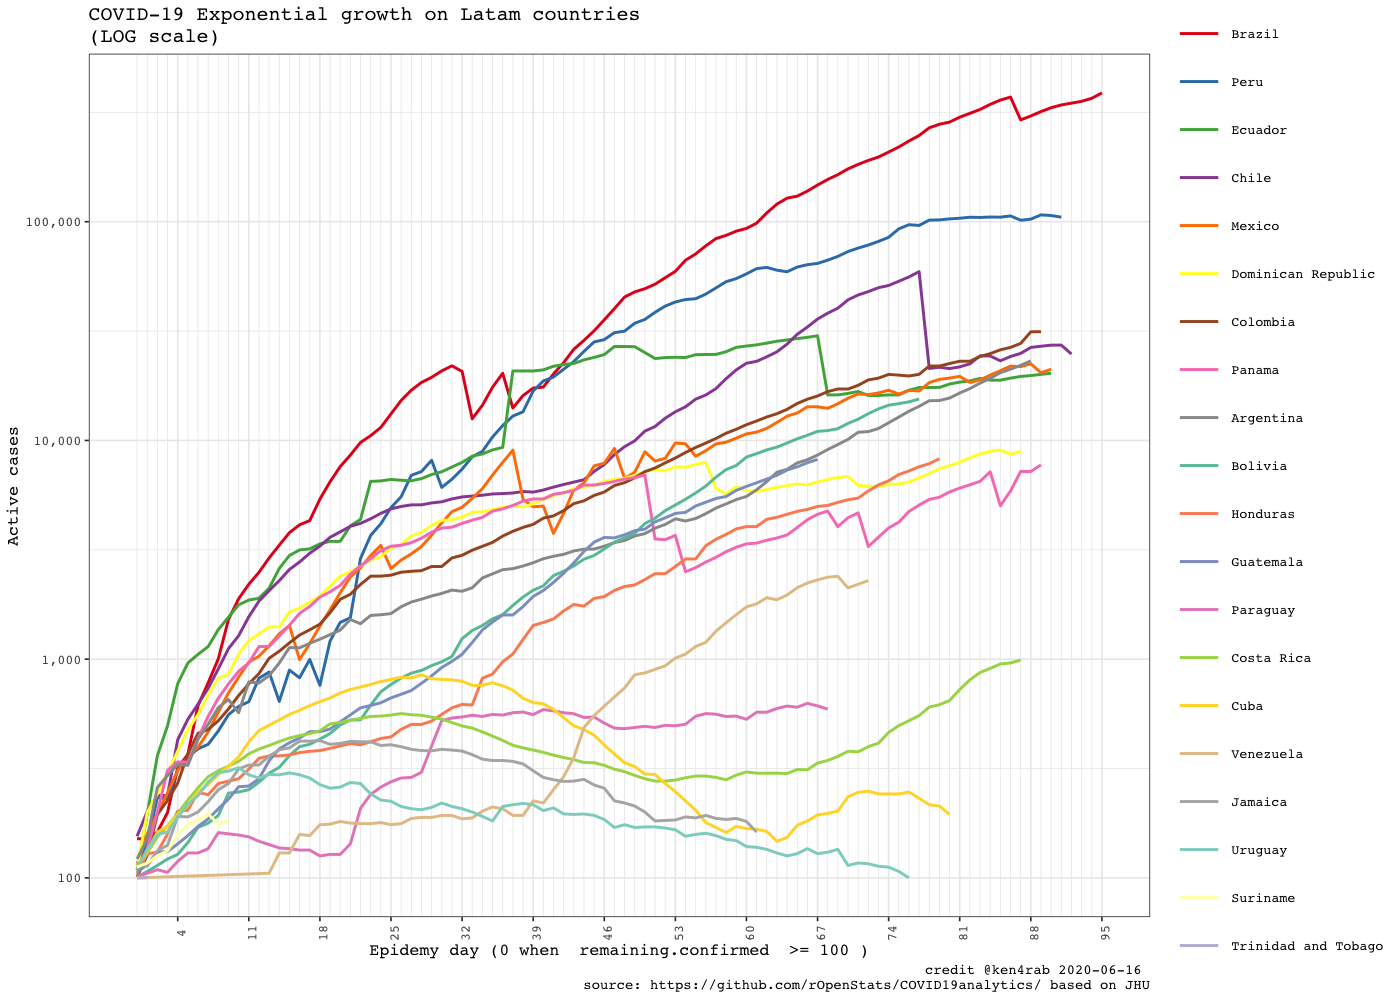 COVID-19 Exponential growth on Latam countries
(LOG scale)
Active cases
100,000
10,000
1,000
100
4
11
18
25
32
39
46
53
60
67
74
81
88
95
Epidemy day (0 when  remaining.confirmed  >= 100 )
credit @ken4rab 2020-06-16
source: https://github.com/rOpenStats/COVID19analytics/ based on JHU
Brazil
Peru
Ecuador
Chile
Mexico
Dominican Republic
Colombia
Panama
Argentina
Bolivia
Honduras
Guatemala
Paraguay
Costa Rica
Cuba
Venezuela
Jamaica
Uruguay
Suriname
Trinidad and Tobago